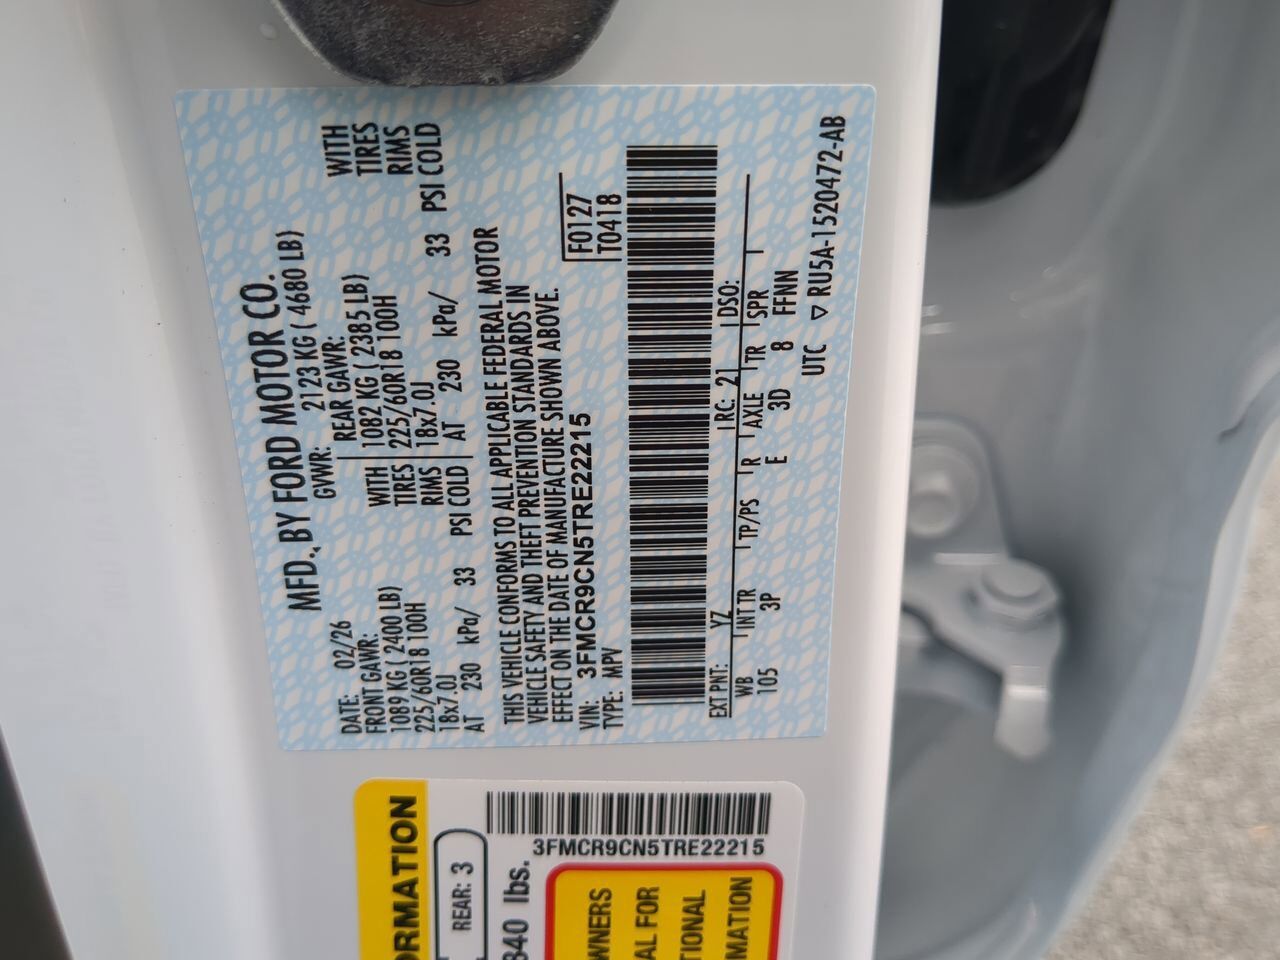 MFD. BY FORD MOTOR CO.
DATE: 02/26
GVWR: 2123 KG ( 4680 LB)
FRONT GAWR:
1089 KG ( 2400 LB)
WITH
225/60R18 100H
TIRES
18x7.0J
RIMS
AT 230 kPa/ 33 PSI COLD
REAR GAWR:
1082 KG ( 2385 LB)
WITH
225/60R18 100H
TIRES
18x7.0J
RIMS
AT 230 kPa/ 33 PSI COLD
THIS VEHICLE CONFORMS TO ALL APPLICABLE FEDERAL MOTOR
VEHICLE SAFETY AND THEFT PREVENTION STANDARDS IN
EFFECT ON THE DATE OF MANUFACTURE SHOWN ABOVE.
VIN: 3FMCR9CN5TRE22215
TYPE: MPV
F0127
T0418
EXT PNT: YZ RC: 21 DSO:
WB INT TR TP/PS R AXLE TR SPR
105 3P E 3D 8 FFNN
UTC ▽ RU5A-1520472-AB
3FMCR9CN5TRE22215
ORMATION
REAR: 3
840 lbs.
WNERS
AL FOR
TIONAL
MATION